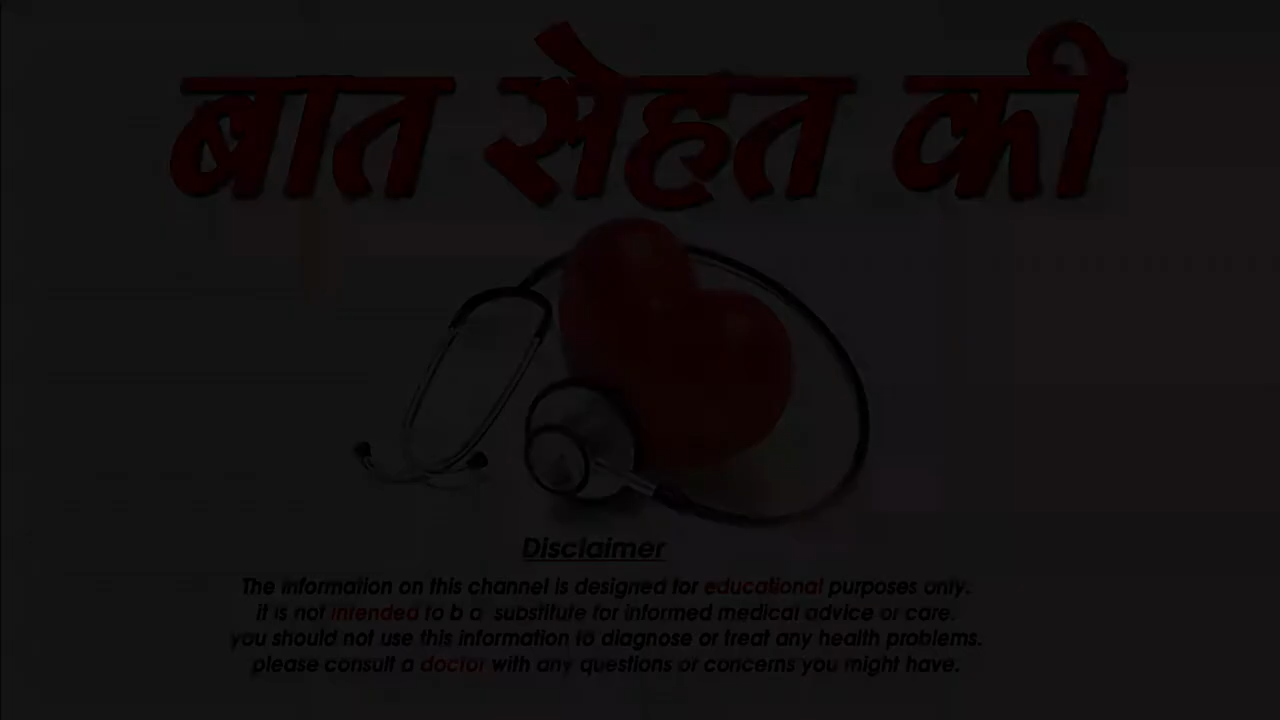 बात सेहत की
Disclaimer
The information on this channel is designed for educational purposes only.
it is not intended to b a substitute for informed medical advice or care.
you should not use this information to diagnose or treat any health problems.
please consult a doctor with any questions or concerns you might have.